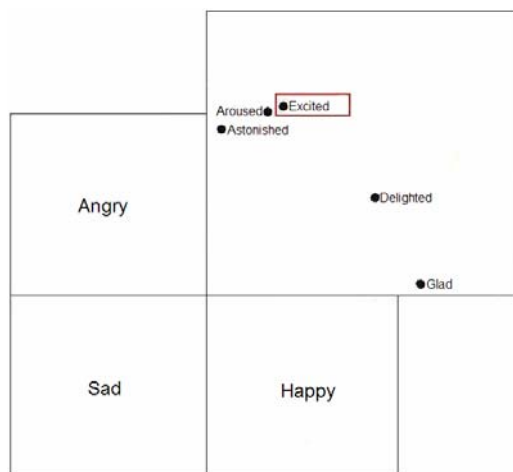 Excited
Aroused
Astonished
Angry
Delighted
Glad
Sad
Happy